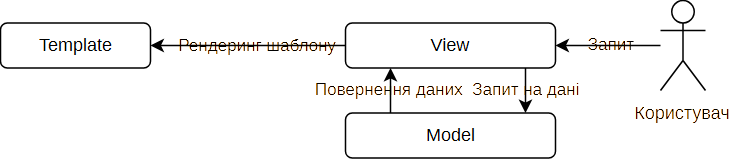 Template
Рендеринг шаблону
View
Запит
Повернення даних
Запит на дані
Користувач
Model